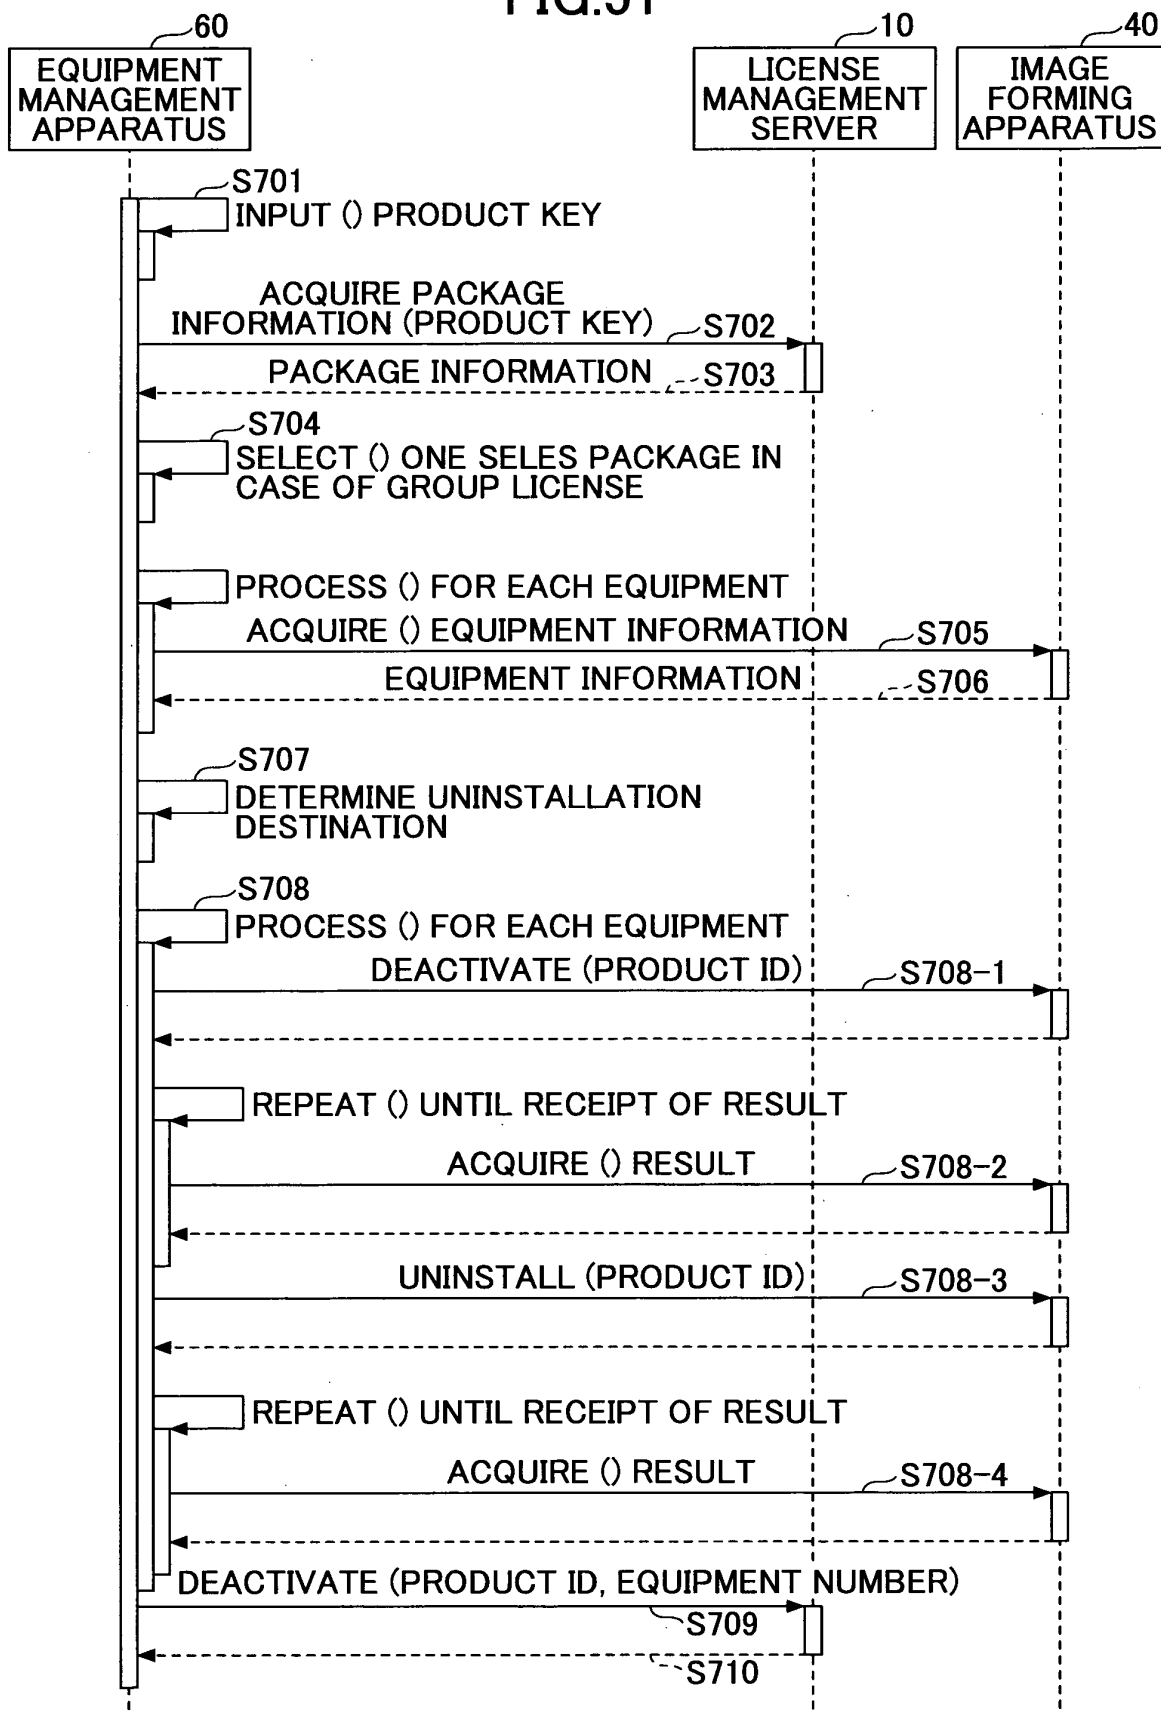 60
10
40
EQUIPMENT
MANAGEMENT
APPARATUS
LICENSE
MANAGEMENT
SERVER
IMAGE
FORMING
APPARATUS
S701
INPUT () PRODUCT KEY
ACQUIRE PACKAGE
INFORMATION (PRODUCT KEY)
S702
PACKAGE INFORMATION
S703
S704
SELECT () ONE SELES PACKAGE IN
CASE OF GROUP LICENSE
PROCESS () FOR EACH EQUIPMENT
ACQUIRE () EQUIPMENT INFORMATION
S705
EQUIPMENT INFORMATION
S706
S707
DETERMINE UNINSTALLATION
DESTINATION
S708
PROCESS () FOR EACH EQUIPMENT
DEACTIVATE (PRODUCT ID)
S708-1
REPEAT () UNTIL RECEIPT OF RESULT
ACQUIRE () RESULT
S708-2
UNINSTALL (PRODUCT ID)
S708-3
REPEAT () UNTIL RECEIPT OF RESULT
ACQUIRE () RESULT
S708-4
DEACTIVATE (PRODUCT ID, EQUIPMENT NUMBER)
S709
S710